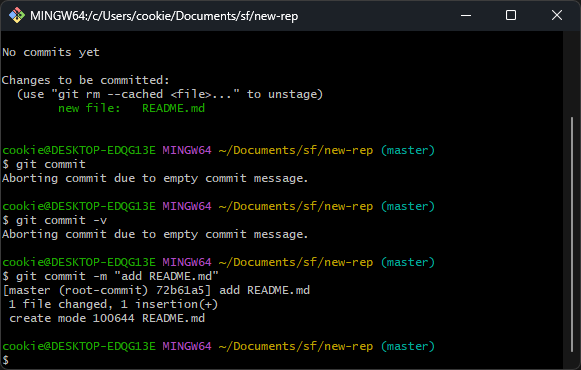 MINGW64:/c/Users/cookie/Documents/sf/new-rep
No commits yet
Changes to be committed:
  (use "git rm --cached <file>..." to unstage)
        new file:   README.md
cookie@DESKTOP-EDQG13E MINGW64 ~/Documents/sf/new-rep (master)
$ git commit
Aborting commit due to empty commit message.
cookie@DESKTOP-EDQG13E MINGW64 ~/Documents/sf/new-rep (master)
$ git commit -v
Aborting commit due to empty commit message.
cookie@DESKTOP-EDQG13E MINGW64 ~/Documents/sf/new-rep (master)
$ git commit -m "add README.md"
[master (root-commit) 72b61a5] add README.md
 1 file changed, 1 insertion(+)
 create mode 100644 README.md
cookie@DESKTOP-EDQG13E MINGW64 ~/Documents/sf/new-rep (master)
$